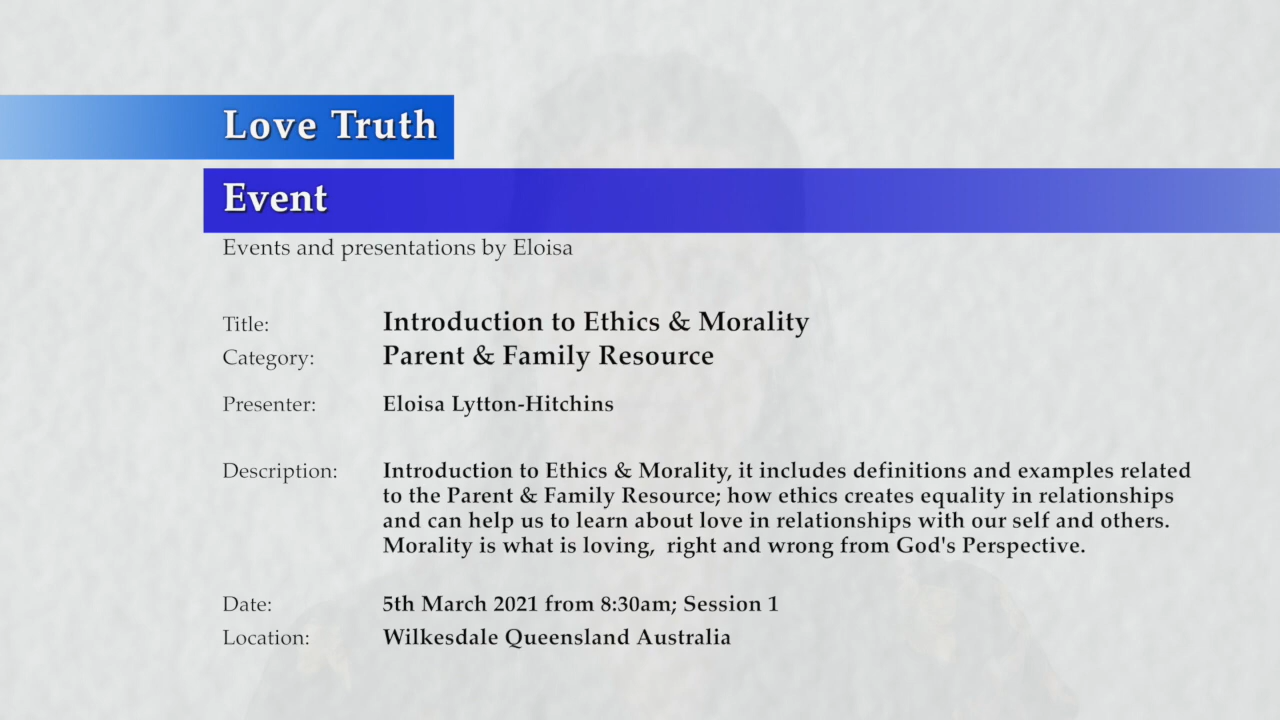 Love Truth
Event
Events and presentations by Eloisa
Title: Introduction to Ethics & Morality
Category: Parent & Family Resource
Presenter: Eloisa Lytton-Hitchins
Description: Introduction to Ethics & Morality, it includes definitions and examples related
to the Parent & Family Resource; how ethics creates equality in relationships
and can help us to learn about love in relationships with our self and others.
Morality is what is loving,  right and wrong from God's Perspective.
Date: 5th March 2021 from 8:30am; Session 1
Location: Wilkesdale Queensland Australia